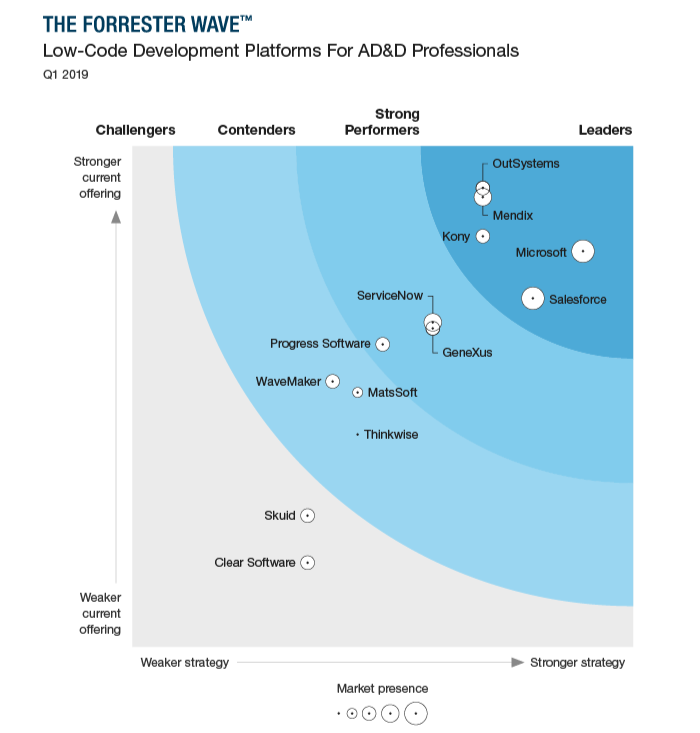 THE FORRESTER WAVE™
Low-Code Development Platforms For AD&D Professionals
Q1 2019
Challengers
Contenders
Strong
Performers
Leaders
Stronger
current
offering
OutSystems
Mendix
Kony
Microsoft
ServiceNow
Salesforce
Progress Software
GeneXus
WaveMaker
MatsSoft
Thinkwise
Skuid
Clear Software
Weaker
current
offering
Weaker strategy
Stronger strategy
Market presence